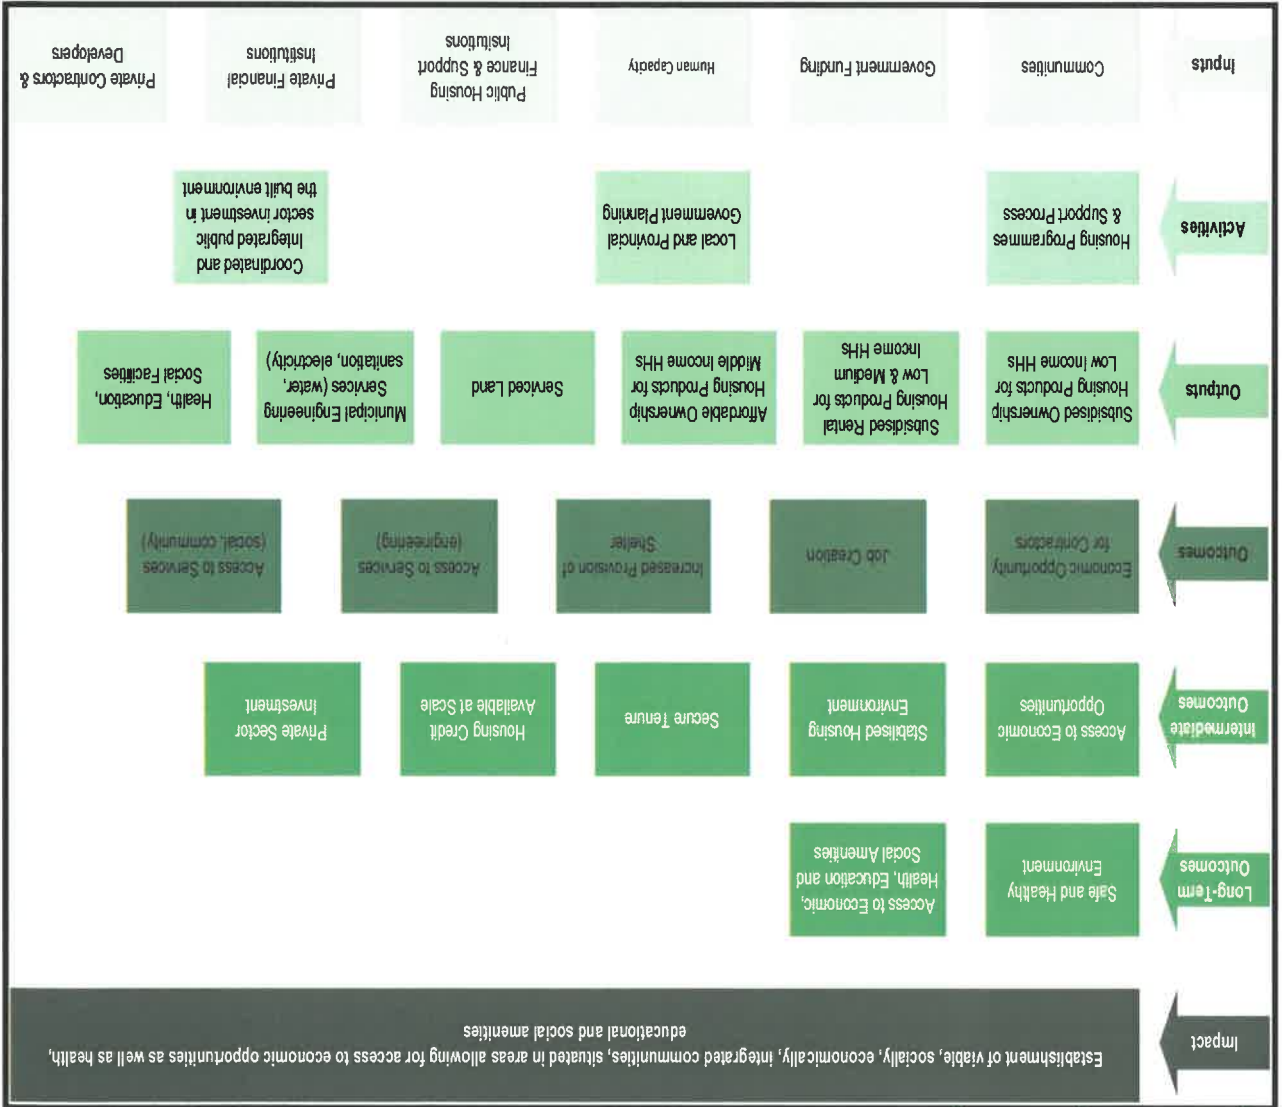 Impact
Establishment of viable, socially, economically, integrated communities, situated in areas allowing for access to economic opportunities as well as health,
educational and social amenities
Long-Term
Outcomes
Safe and Healthy
Environment
Access to Economic,
Health, Education and
Social Amenities
Intermediate
Outcomes
Access to Economic
Opportunities
Stabilised Housing
Environment
Secure Tenure
Housing Credit
Available at Scale
Private Sector
Investment
Outcomes
Economic Opportunity
for Contractors
Job Creation
Increased Provision of
Shelter
Access to Services
(engineering)
Access to Services
(social, community)
Outputs
Subsidised Ownership
Housing Products for
Low Income HHs
Subsidised Rental
Housing Products for
Low & Medium
Income HHs
Affordable Ownership
Housing Products for
Middle Income HHs
Serviced Land
Municipal Engineering
Services (water,
sanitation, electricity)
Health, Education,
Social Facilities
Activities
Housing Programmes
& Support Process
Local and Provincial
Government Planning
Coordinated and
Integrated public
sector investment in
the built environment
Inputs
Communities
Government Funding
Human Capacity
Public Housing
Finance & Support
Institutions
Private Financial
Institutions
Private Contractors &
Developers